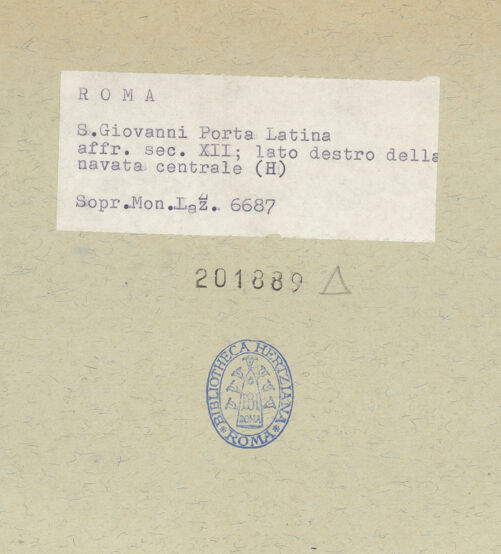 R O M A
S.Giovanni Porta Latina
affr. sec. XII; lato destro della
navata centrale (H)
Sopr.Mon.Laz. 6687
201889
BIBLIOTHECA HERTZIANA
ROMA
ROMA